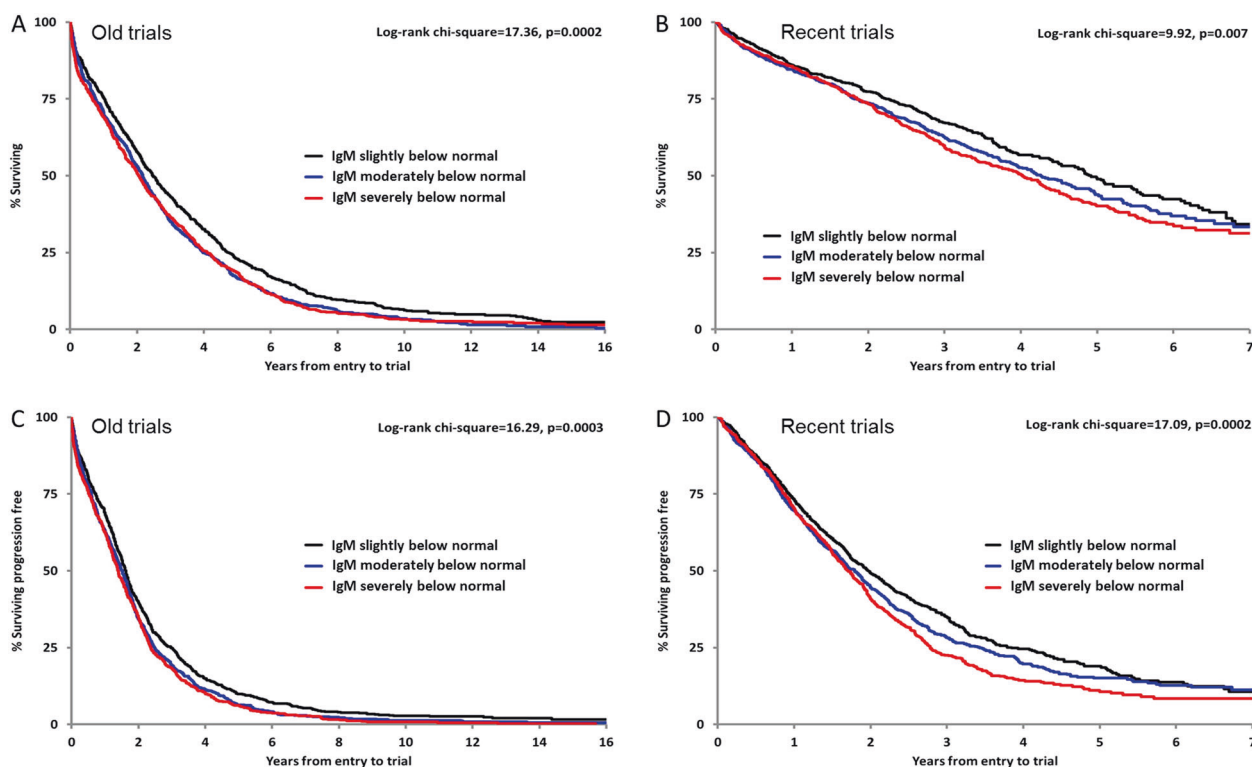 A
Old trials
Log-rank chi-square=17.36, p=0.0002
% Surviving
100
75
50
25
0
IgM slightly below normal
IgM moderately below normal
IgM severely below normal
0 2 4 6 8 10 12 14 16
Years from entry to trial
B
Recent trials
Log-rank chi-square=9.92, p=0.007
% Surviving
100
75
50
25
0
IgM slightly below normal
IgM moderately below normal
IgM severely below normal
0 1 2 3 4 5 6 7
Years from entry to trial
C
Old trials
Log-rank chi-square=16.29, p=0.0003
% Surviving progression free
100
75
50
25
0
IgM slightly below normal
IgM moderately below normal
IgM severely below normal
0 2 4 6 8 10 12 14 16
Years from entry to trial
D
Recent trials
Log-rank chi-square=17.09, p=0.0002
% Surviving progression free
100
75
50
25
0
IgM slightly below normal
IgM moderately below normal
IgM severely below normal
0 1 2 3 4 5 6 7
Years from entry to trial